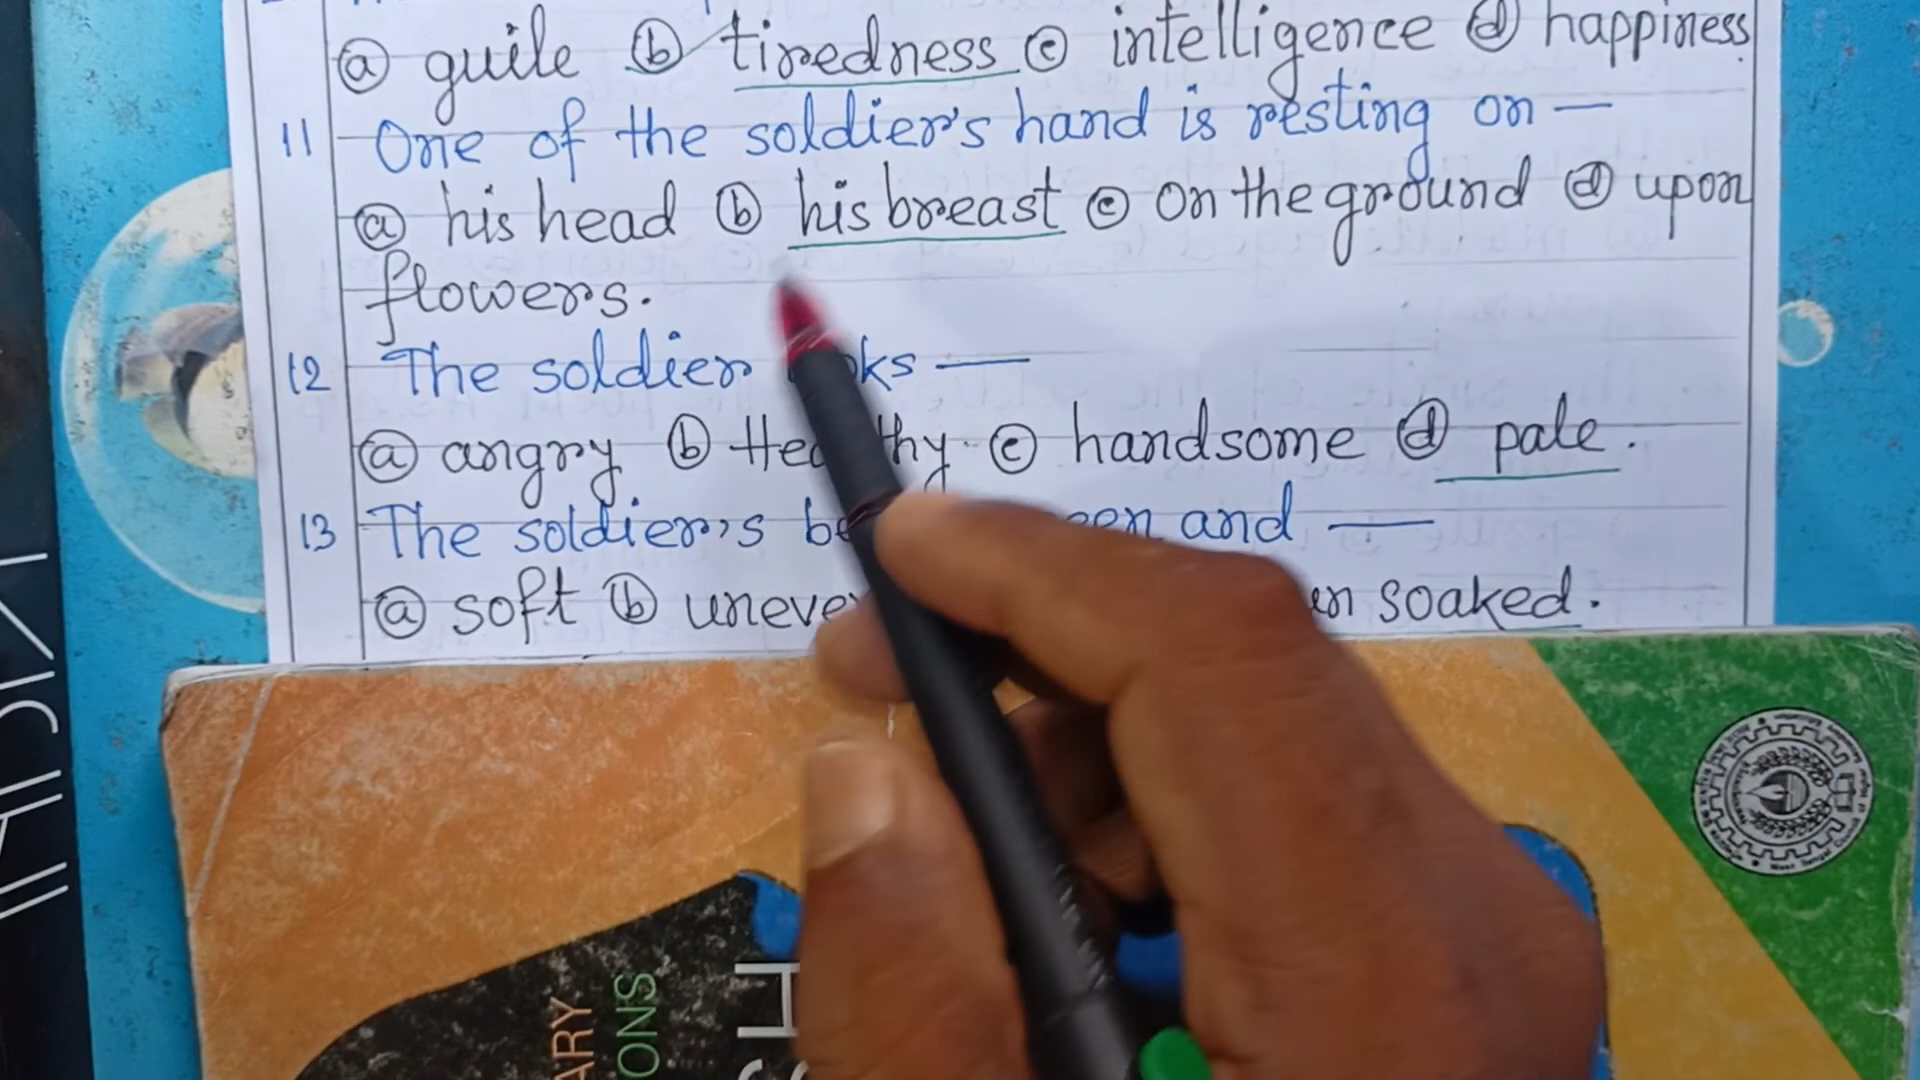 ⓐ guile ⓑ tiredness ⓒ intelligence ⓓ happiness
11 One of the soldier's hand is resting on —
ⓐ his head ⓑ his breast ⓒ on the ground ⓓ upon
flowers.
12 The soldier —
ⓐ angry ⓑ ⓒ handsome ⓓ pale.
13 The soldier's and —
ⓐ soft ⓑ soaked.